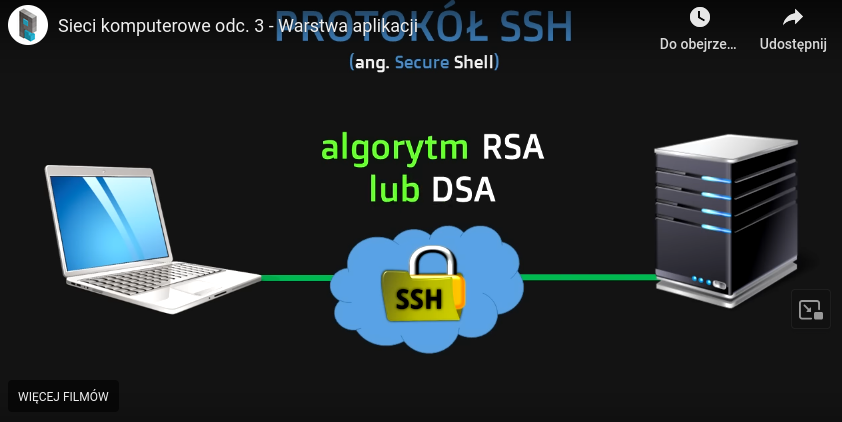 Sieci komputerowe odc. 3 - Warstwa aplikacji
PROTOKÓŁ SSH
Do obejrze...
Udostępnij
(ang. Secure Shell)
algorytm RSA
lub DSA
SSH
WIĘCEJ FILMÓW